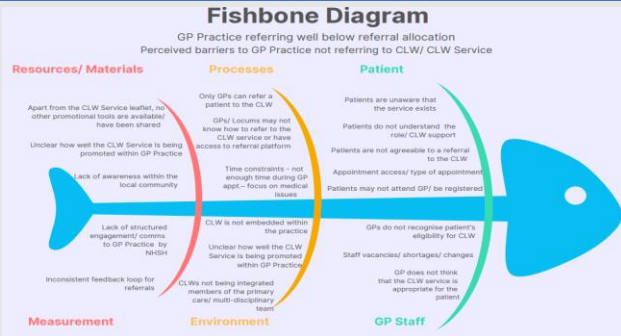 Fishbone Diagram
GP Practice referring well below referral allocation
Perceived barriers to GP Practice not referring to CLW/ CLW Service
Resources/ Materials
Apart from the CLW Service leaflet, no
other promotional tools are available/
have been shared
Unclear how well the CLW Service is being
promoted within GP Practice
Lack of awareness within the
local community
Processes
Only GPs can refer a
patient to the CLW
GPs/ Locums may not
know how to refer to the
CLW service or have
access to referral platform
Time constraints - not
enough time during GP
appt.– focus on medical
issues
Patient
Patients are unaware that
the service exists
Patients do not understand the
role/ CLW support
Patients are not agreeable to a referral
to the CLW
Appointment access/ type of appointment
Patients may not attend GP/ be registered
Lack of structured
engagement/ comms
to GP Practice by
NHSH
Inconsistent feedback loop for
referrals
Measurement
CLW is not embedded within
the practice
Unclear how well the CLW
Service is being promoted
within GP Practice
CLWs not being integrated
members of the primary
care/ multi-disciplinary
team
Environment
GPs do not recognise patient's
eligibility for CLW
Staff vacancies/ shortages/ changes
GP does not think
that the CLW service is
appropriate for the
patient
GP Staff